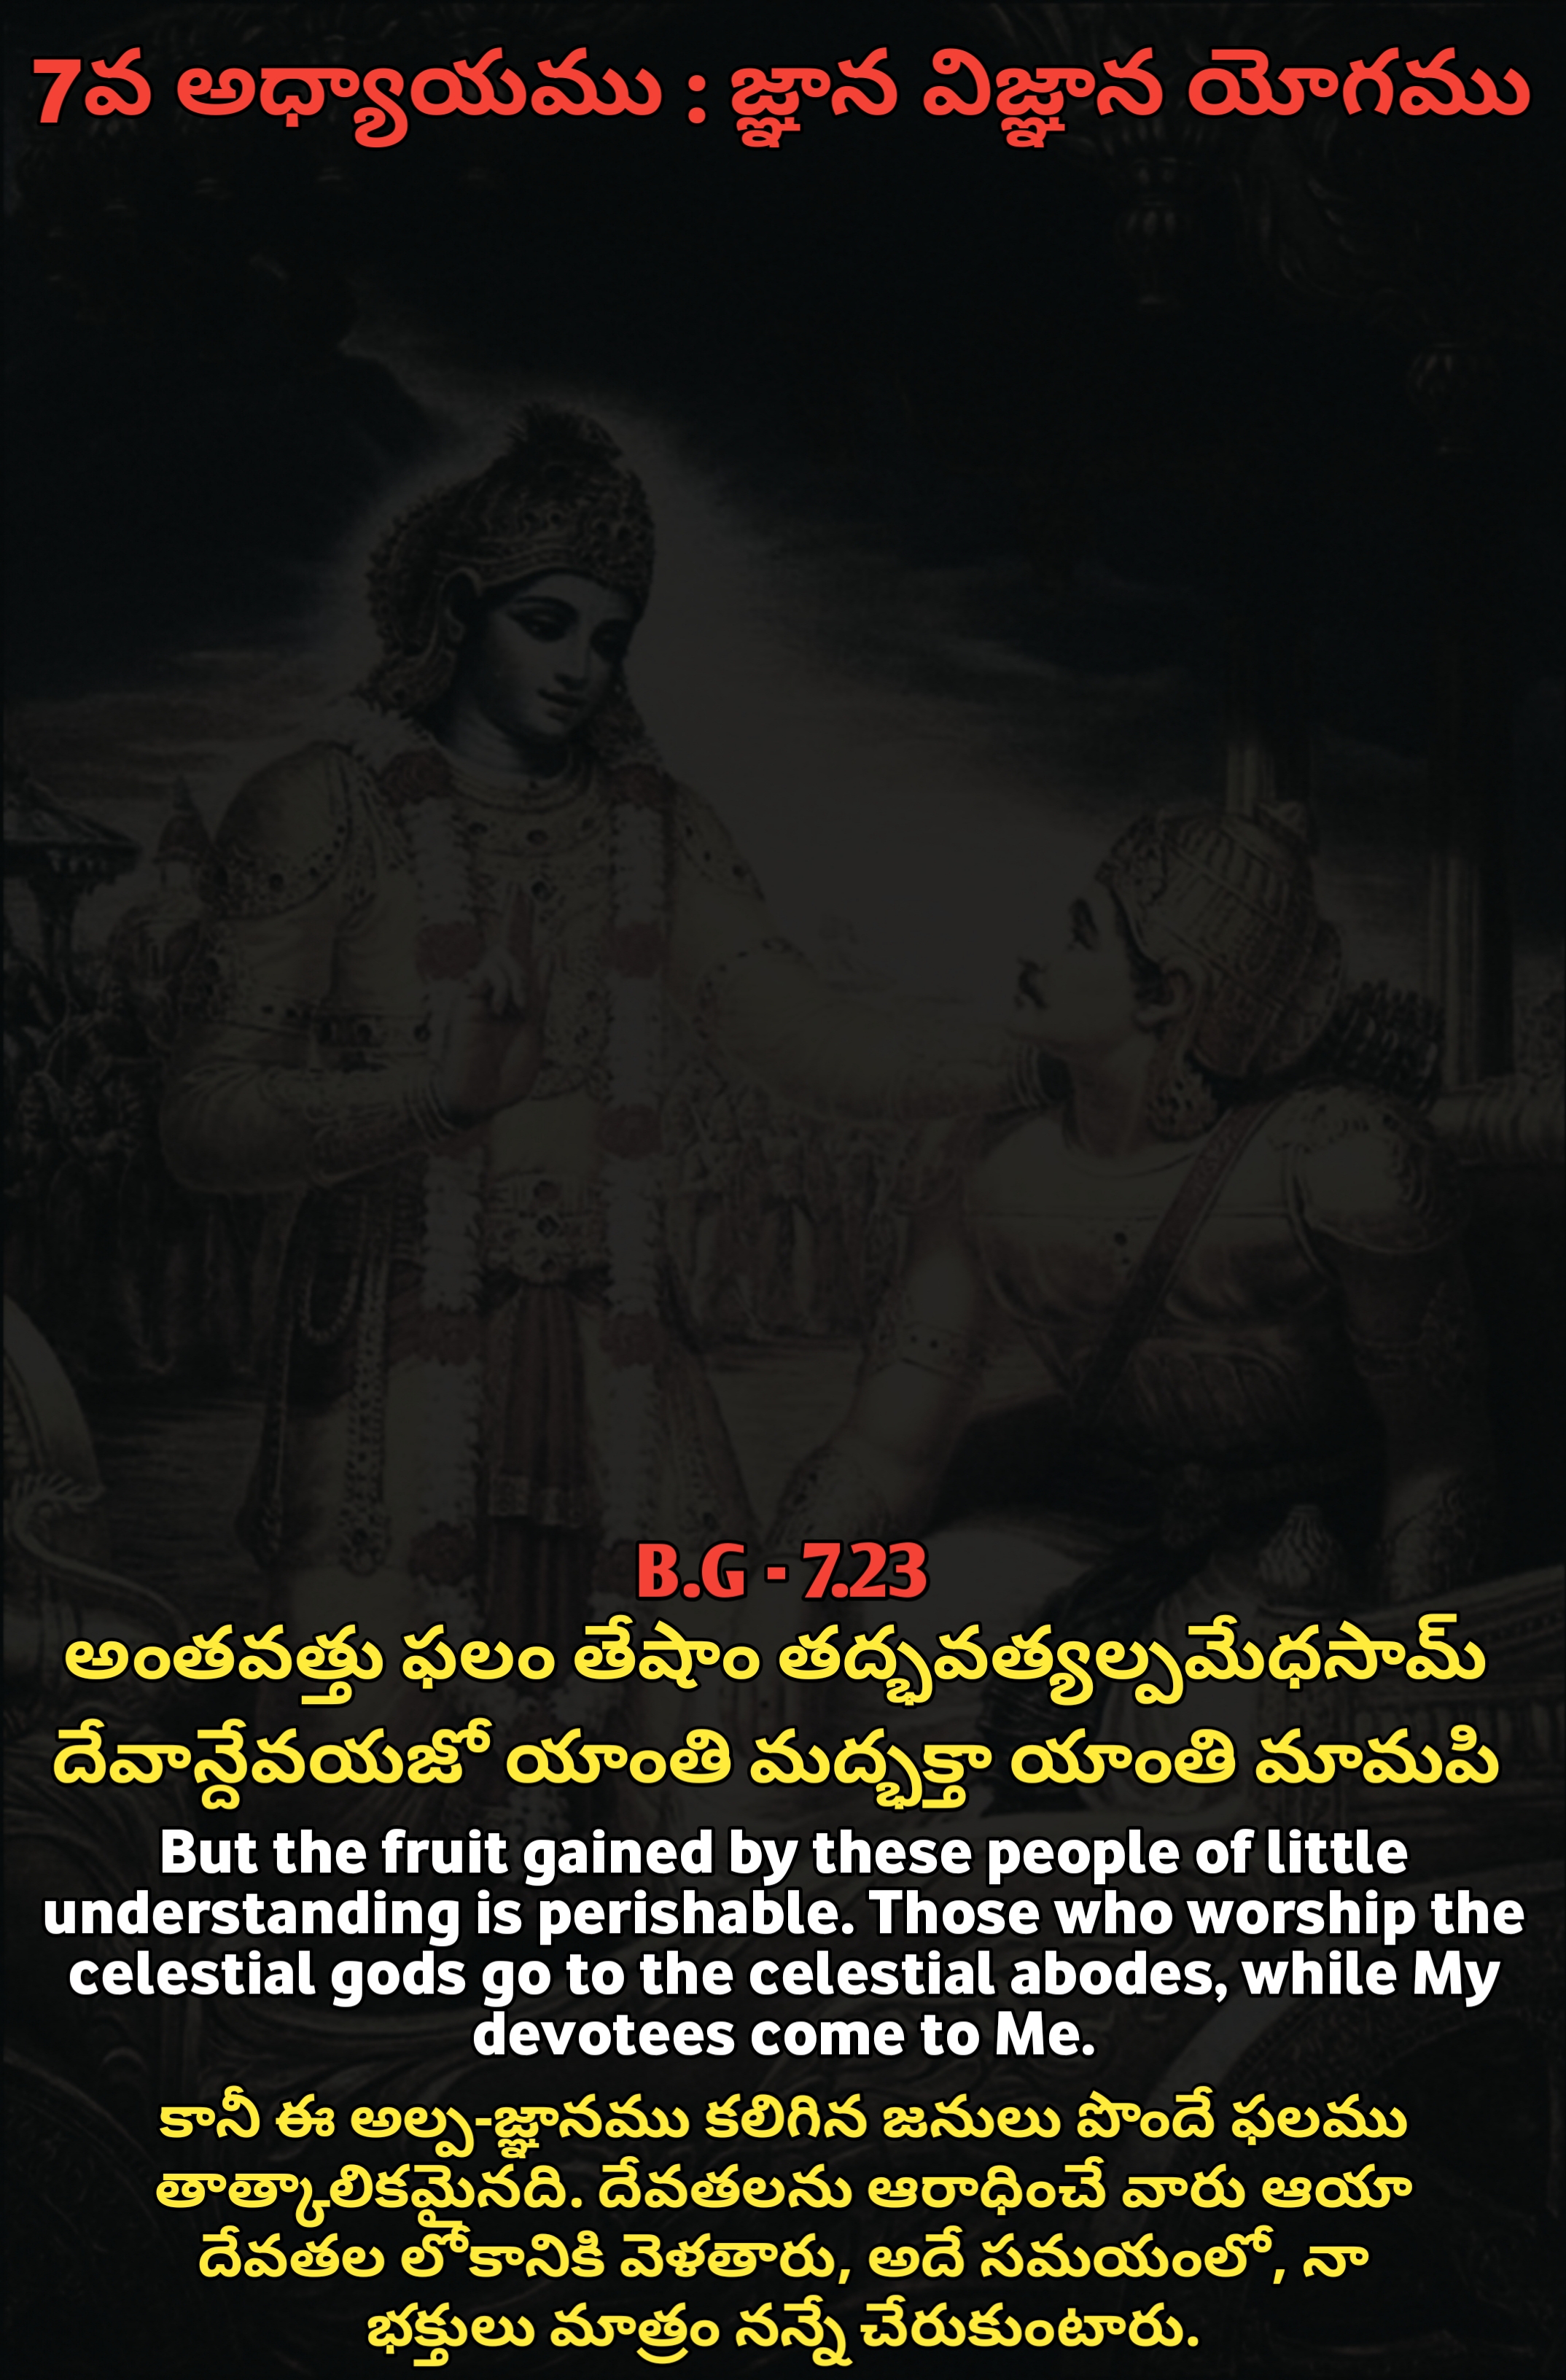 7వ అధ్యాయము : జ్ఞాన విజ్ఞాన యోగము
B.G - 7.23
అంతవత్తు ఫలం తేషాం తద్భవత్యల్పమేధసామ్
దేవాన్దేవయజో యాంతి మద్భక్తా యాంతి మామపి
But the fruit gained by these people of little
understanding is perishable. Those who worship the
celestial gods go to the celestial abodes, while My
devotees come to Me.
కానీ ఈ అల్ప-జ్ఞానము కలిగిన జనులు పొందే ఫలము
తాత్కాలికమైనది. దేవతలను ఆరాధించే వారు ఆయా
దేవతల లోకానికి వెళతారు, అదే సమయంలో, నా
భక్తులు మాత్రం నన్నే చేరుకుంటారు.